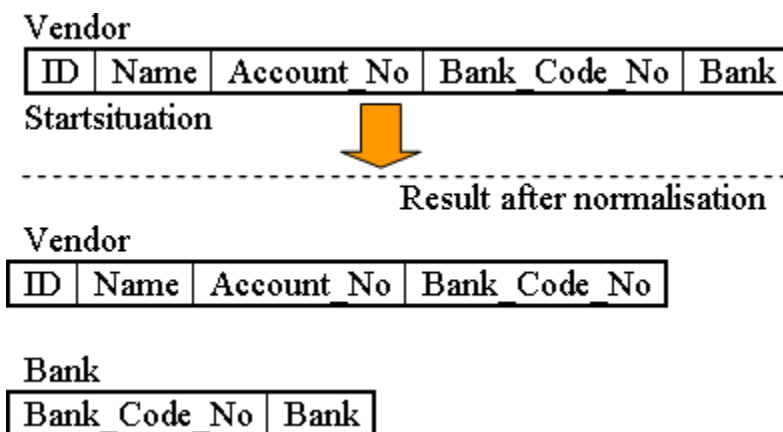 Vendor
ID Name Account_No Bank_Code_No Bank
Startsituation
Result after normalisation
Vendor
ID Name Account_No Bank_Code_No
Bank
Bank_Code_No Bank